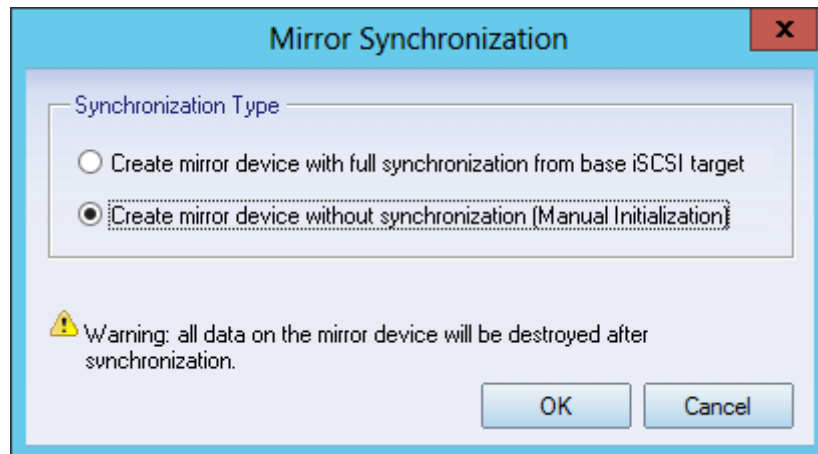 Mirror Synchronization
x
Synchronization Type
Create mirror device with full synchronization from base iSCSI target
Create mirror device without synchronization (Manual Initialization)
Warning: all data on the mirror device will be destroyed after
synchronization.
OK
Cancel